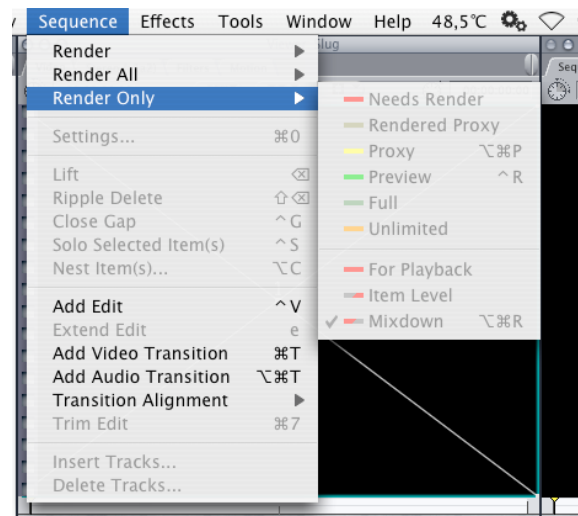 Sequence Effects Tools Window Help 48,5℃
Slug
Render
Render All
Render Only
Settings... ⌘0
Lift ⌫
Ripple Delete ⇧⌫
Close Gap ^G
Solo Selected Item(s) ^S
Nest Item(s)... ⌥C
Add Edit ^V
Extend Edit e
Add Video Transition ⌘T
Add Audio Transition ⌥⌘T
Transition Alignment
Trim Edit ⌘7
Insert Tracks...
Delete Tracks...
Needs Render
Rendered Proxy
Proxy ⌥⌘P
Preview ^R
Full
Unlimited
For Playback
Item Level
✓ Mixdown ⌥⌘R
Seq